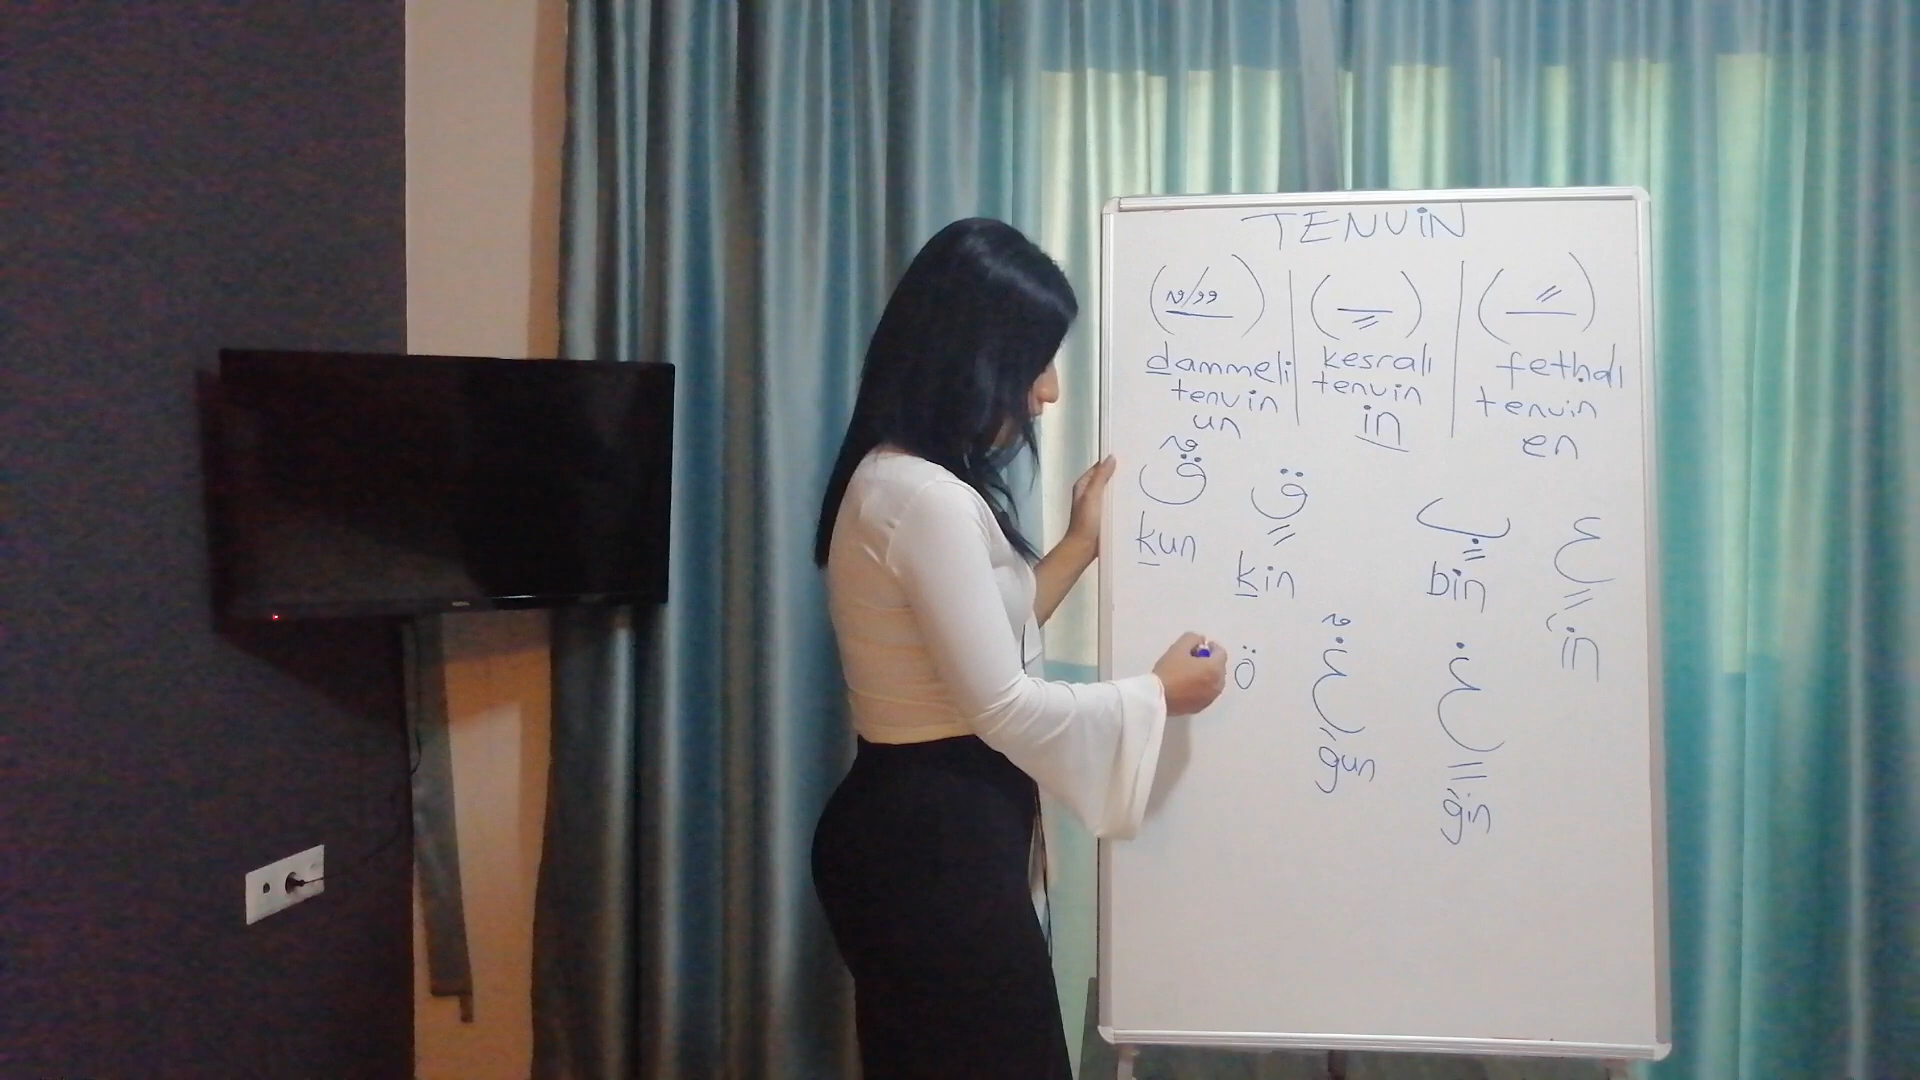 TENVİN
(ٌ) | (ٍ) | (ً)
dammeli tenvin un
kesralı tenvin in
fethalı tenvin en
قٌ
kun
قٍ
kin
بٍ
bin
عٍ
'in
غٌ
ğun
غٍ
ğin
ö